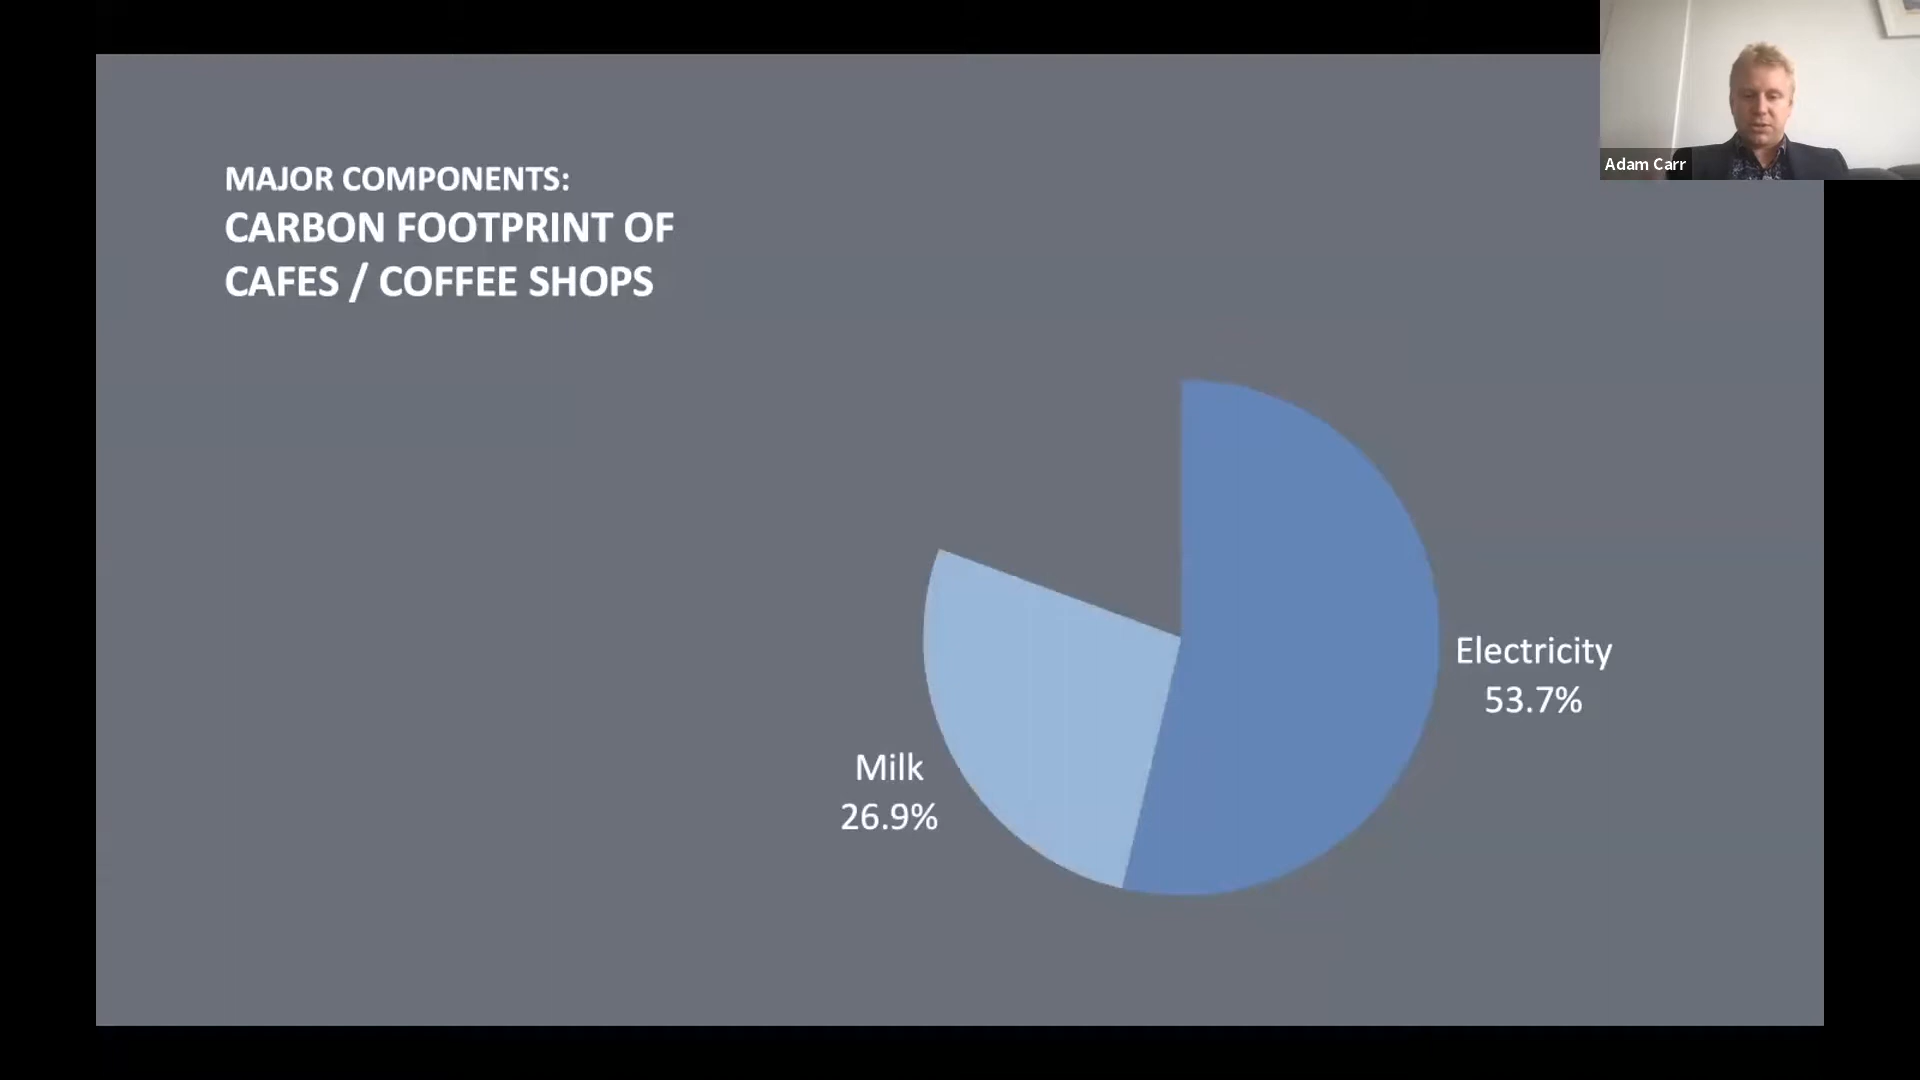 Adam Carr
MAJOR COMPONENTS:
CARBON FOOTPRINT OF
CAFES / COFFEE SHOPS
Electricity
53.7%
Milk
26.9%